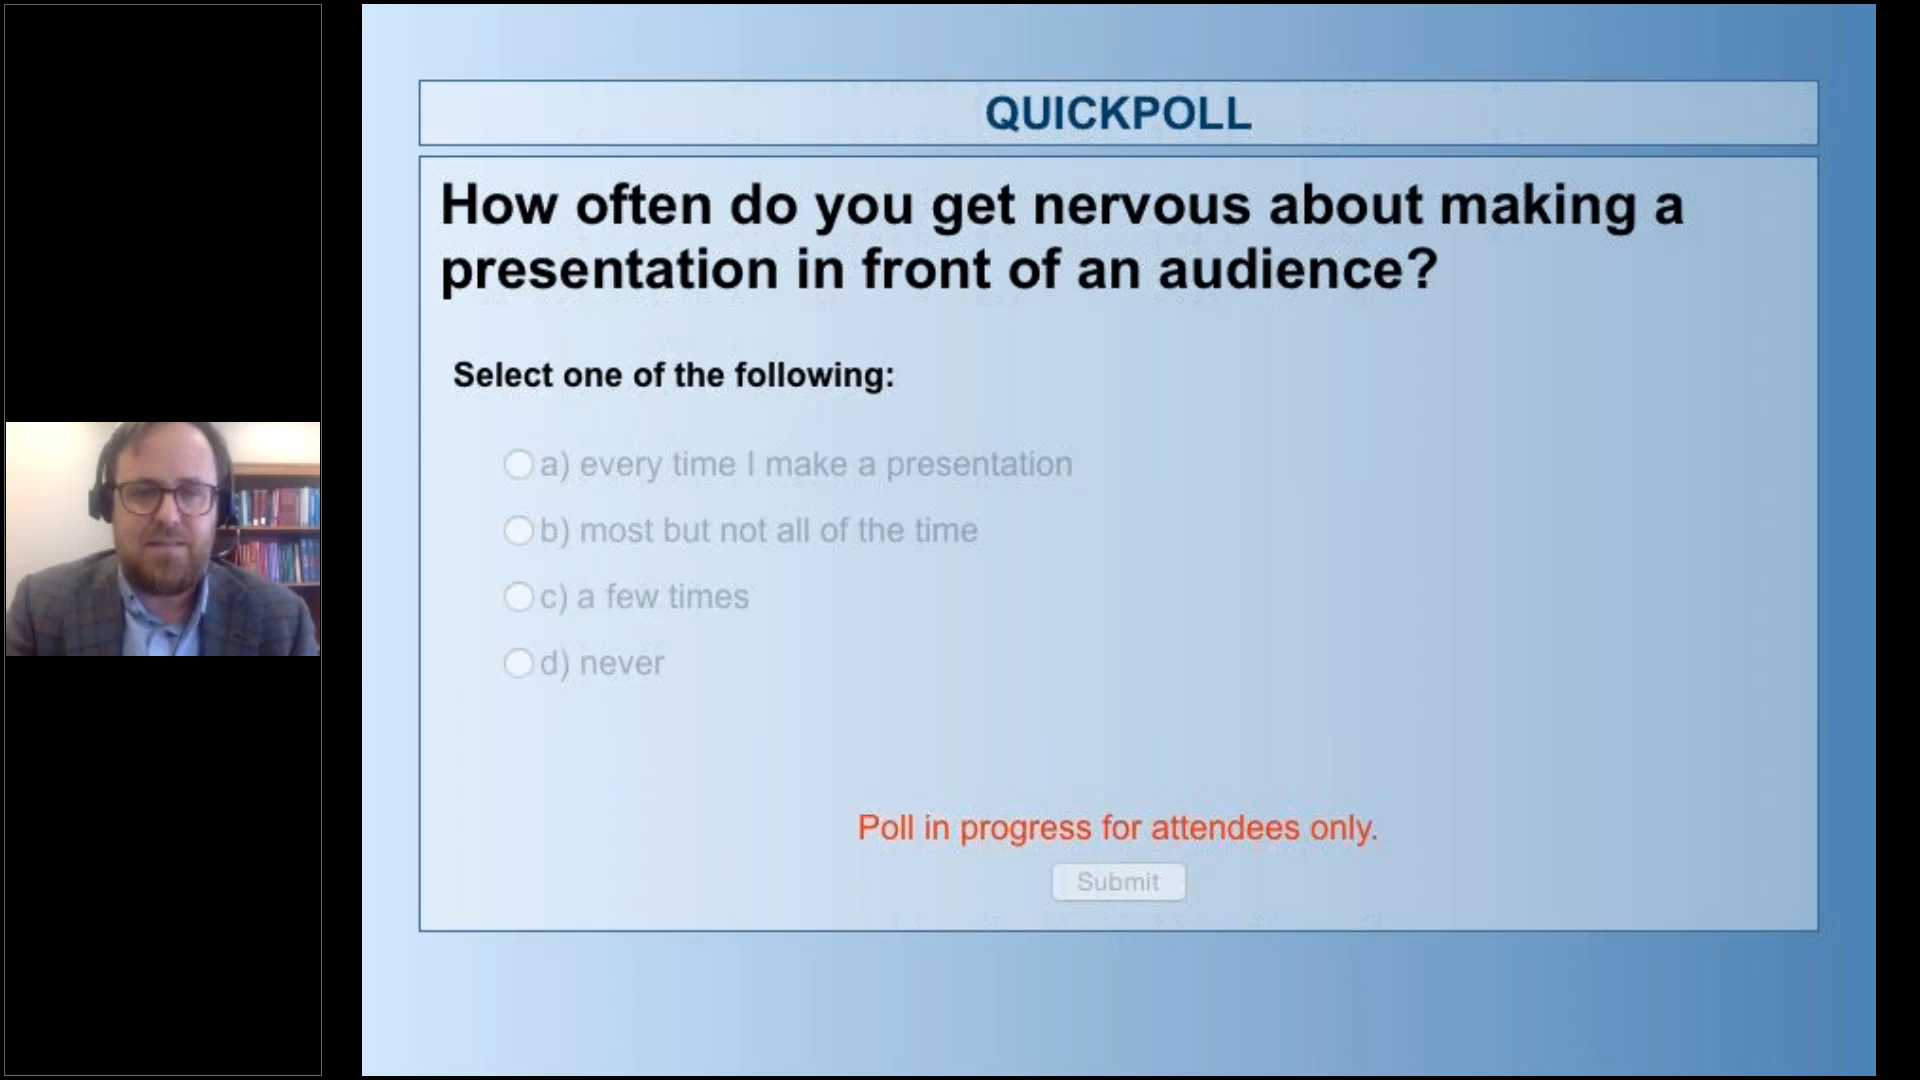 QUICKPOLL
How often do you get nervous about making a
presentation in front of an audience?
Select one of the following:
a) every time I make a presentation
b) most but not all of the time
c) a few times
d) never
Poll in progress for attendees only.
Submit